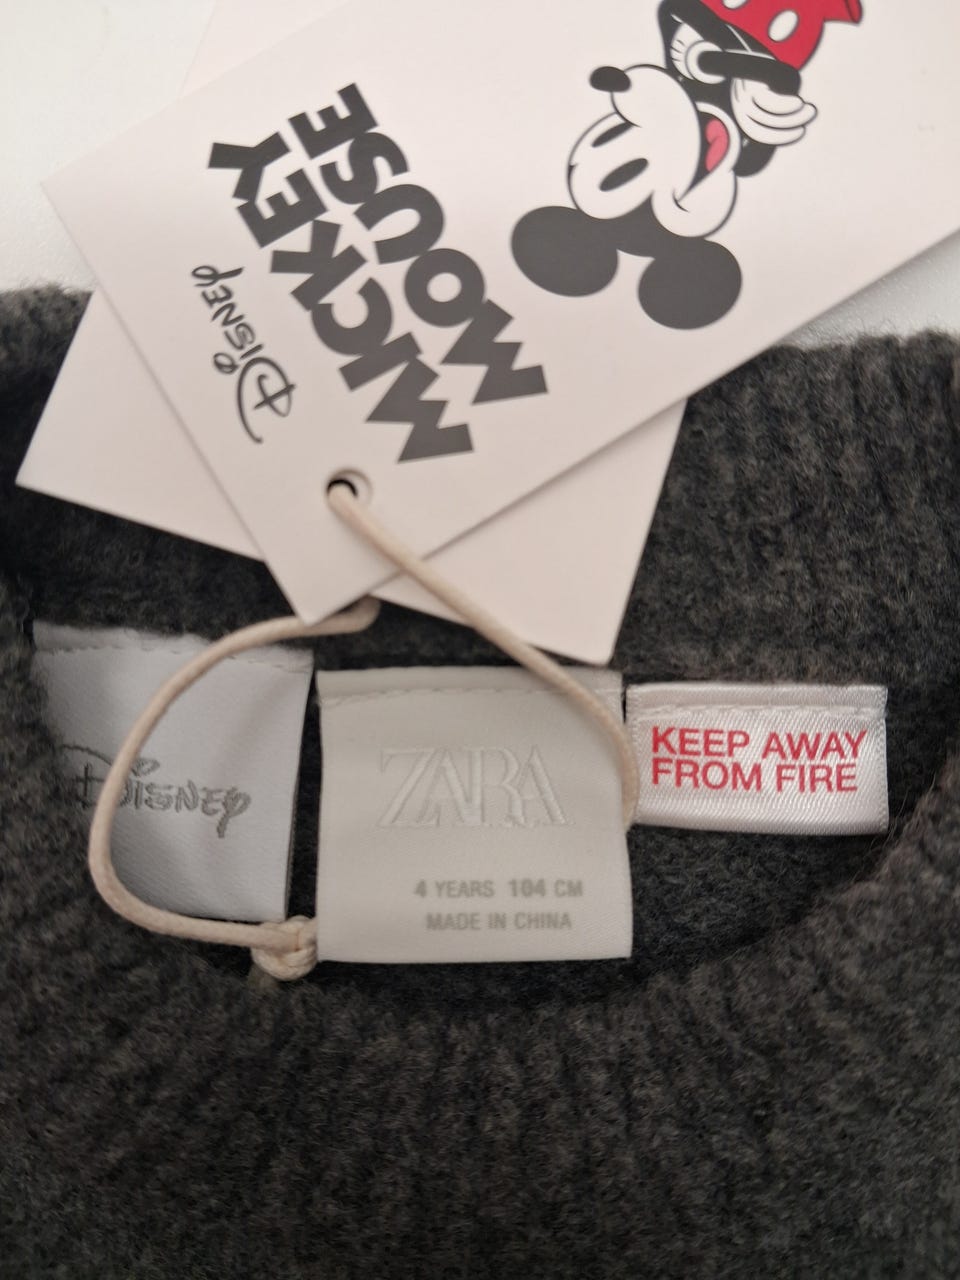 Disney
MICKEY
MOUSE
Disney
ZARA
4 YEARS 104 CM
MADE IN CHINA
KEEP AWAY
FROM FIRE